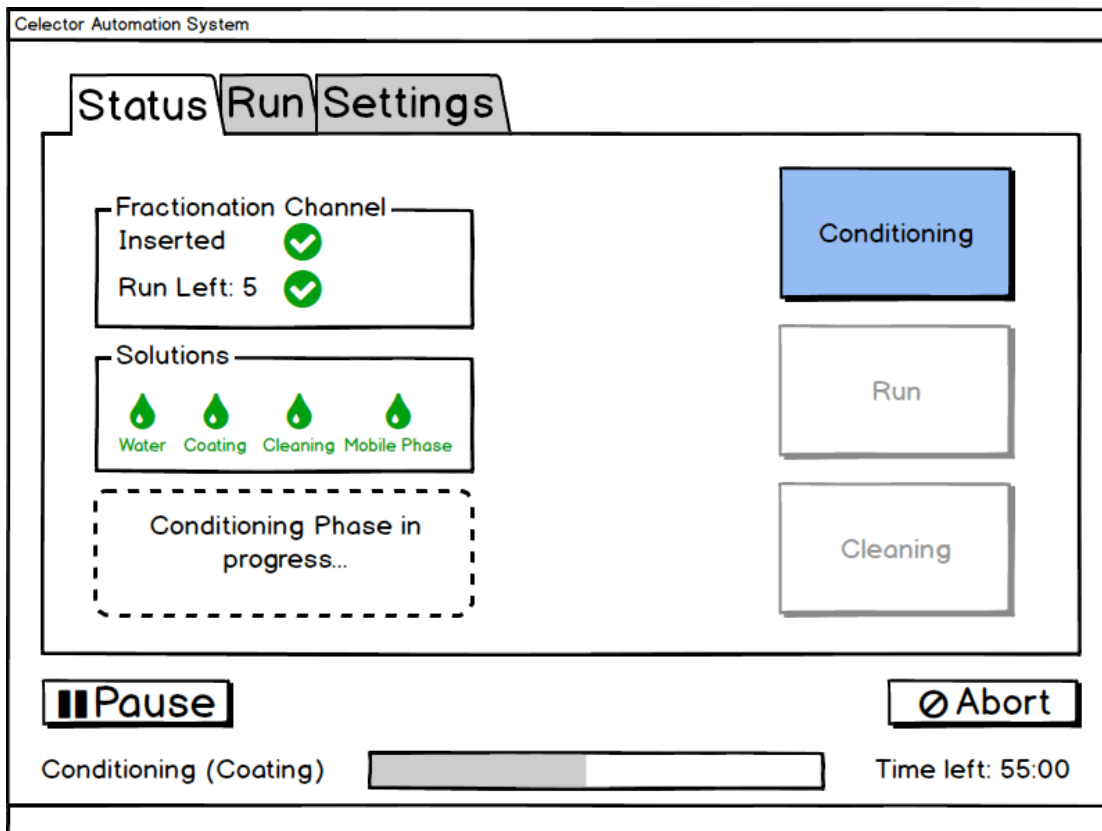 Celector Automation System
Status Run Settings
Fractionation Channel
Inserted
Run Left: 5
Solutions
Water Coating Cleaning Mobile Phase
Conditioning Phase in
progress...
Conditioning
Run
Cleaning
Pause
Abort
Conditioning (Coating)
Time left: 55:00